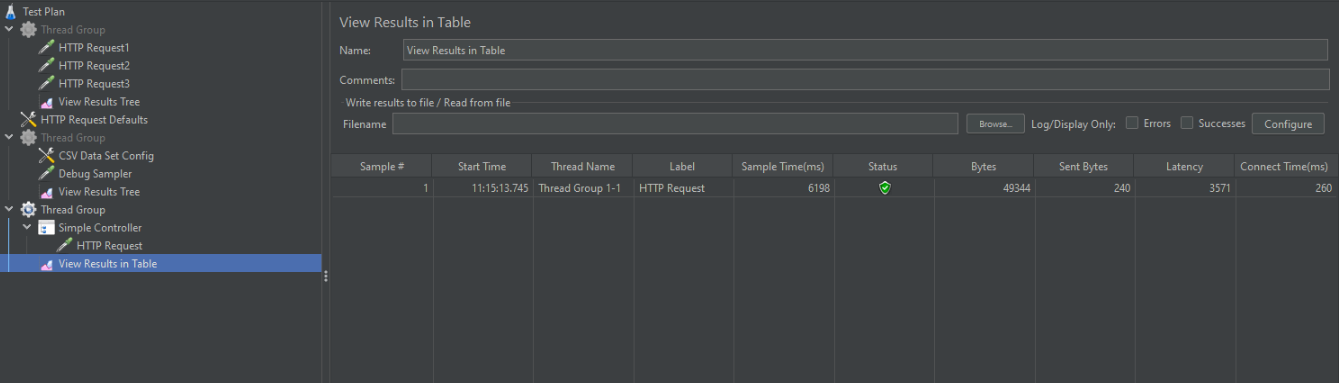 Test Plan
Thread Group
HTTP Request1
HTTP Request2
HTTP Request3
View Results Tree
HTTP Request Defaults
Thread Group
CSV Data Set Config
Debug Sampler
View Results Tree
Thread Group
Simple Controller
HTTP Request
View Results in Table
View Results in Table
Name: View Results in Table
Comments:
Write results to file / Read from file
Filename Browse... Log/Display Only: Errors Successes Configure
Sample # Start Time Thread Name Label Sample Time(ms) Status Bytes Sent Bytes Latency Connect Time(ms)
1 11:15:13.745 Thread Group 1-1 HTTP Request 6198 49344 240 3571 260